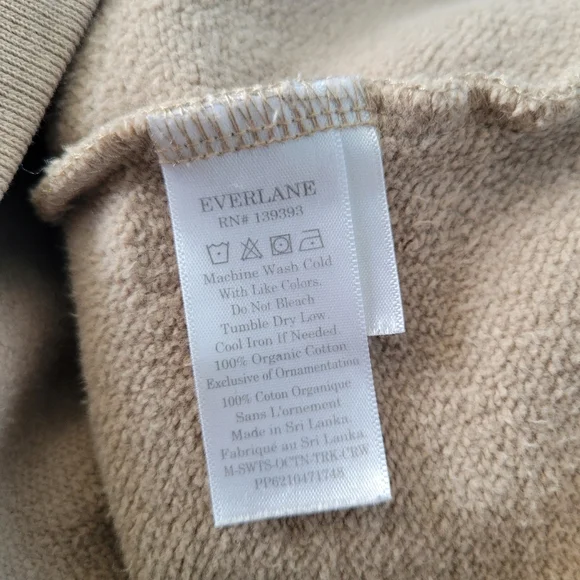 EVERLANE
RN# 139393
Machine Wash Cold
With Like Colors.
Do Not Bleach
Tumble Dry Low.
Cool Iron If Needed.
100% Organic Cotton
Exclusive of Ornamentation
100% Coton Organique
Sans L'ornement
Made in Sri Lanka
Fabriqué au Sri Lanka
M-SWTS-OCTN-TRK-CRW
PP6210471748